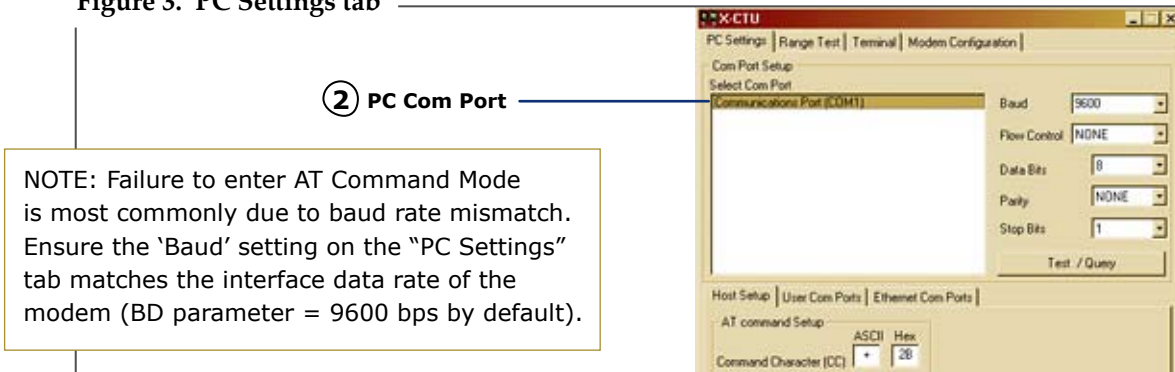 Figure 3. PC Settings tab
X-CTU
PC Settings Range Test Terminal Modem Configuration
Com Port Setup
Select Com Port
② PC Com Port
Communications Port (COM1)
Baud 9600
Flow Control NONE
Data Bits 8
Parity NONE
Stop Bits 1
Test / Query
NOTE: Failure to enter AT Command Mode
is most commonly due to baud rate mismatch.
Ensure the ‘Baud’ setting on the “PC Settings”
tab matches the interface data rate of the
modem (BD parameter = 9600 bps by default).
Host Setup User Com Ports Ethernet Com Ports
AT command Setup
ASCII Hex
Command Character (CC) + 2B